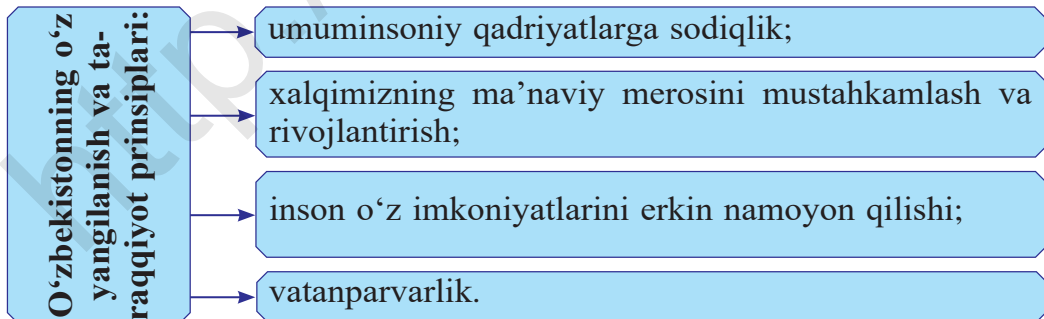 O‘zbekistonning o‘z
yangilanish va ta-
raqqiyot prinsiplari:
umuminsoniy qadriyatlarga sodiqlik;
xalqimizning ma’naviy merosini mustahkamlash va
rivojlantirish;
inson o‘z imkoniyatlarini erkin namoyon qilishi;
vatanparvarlik.
http